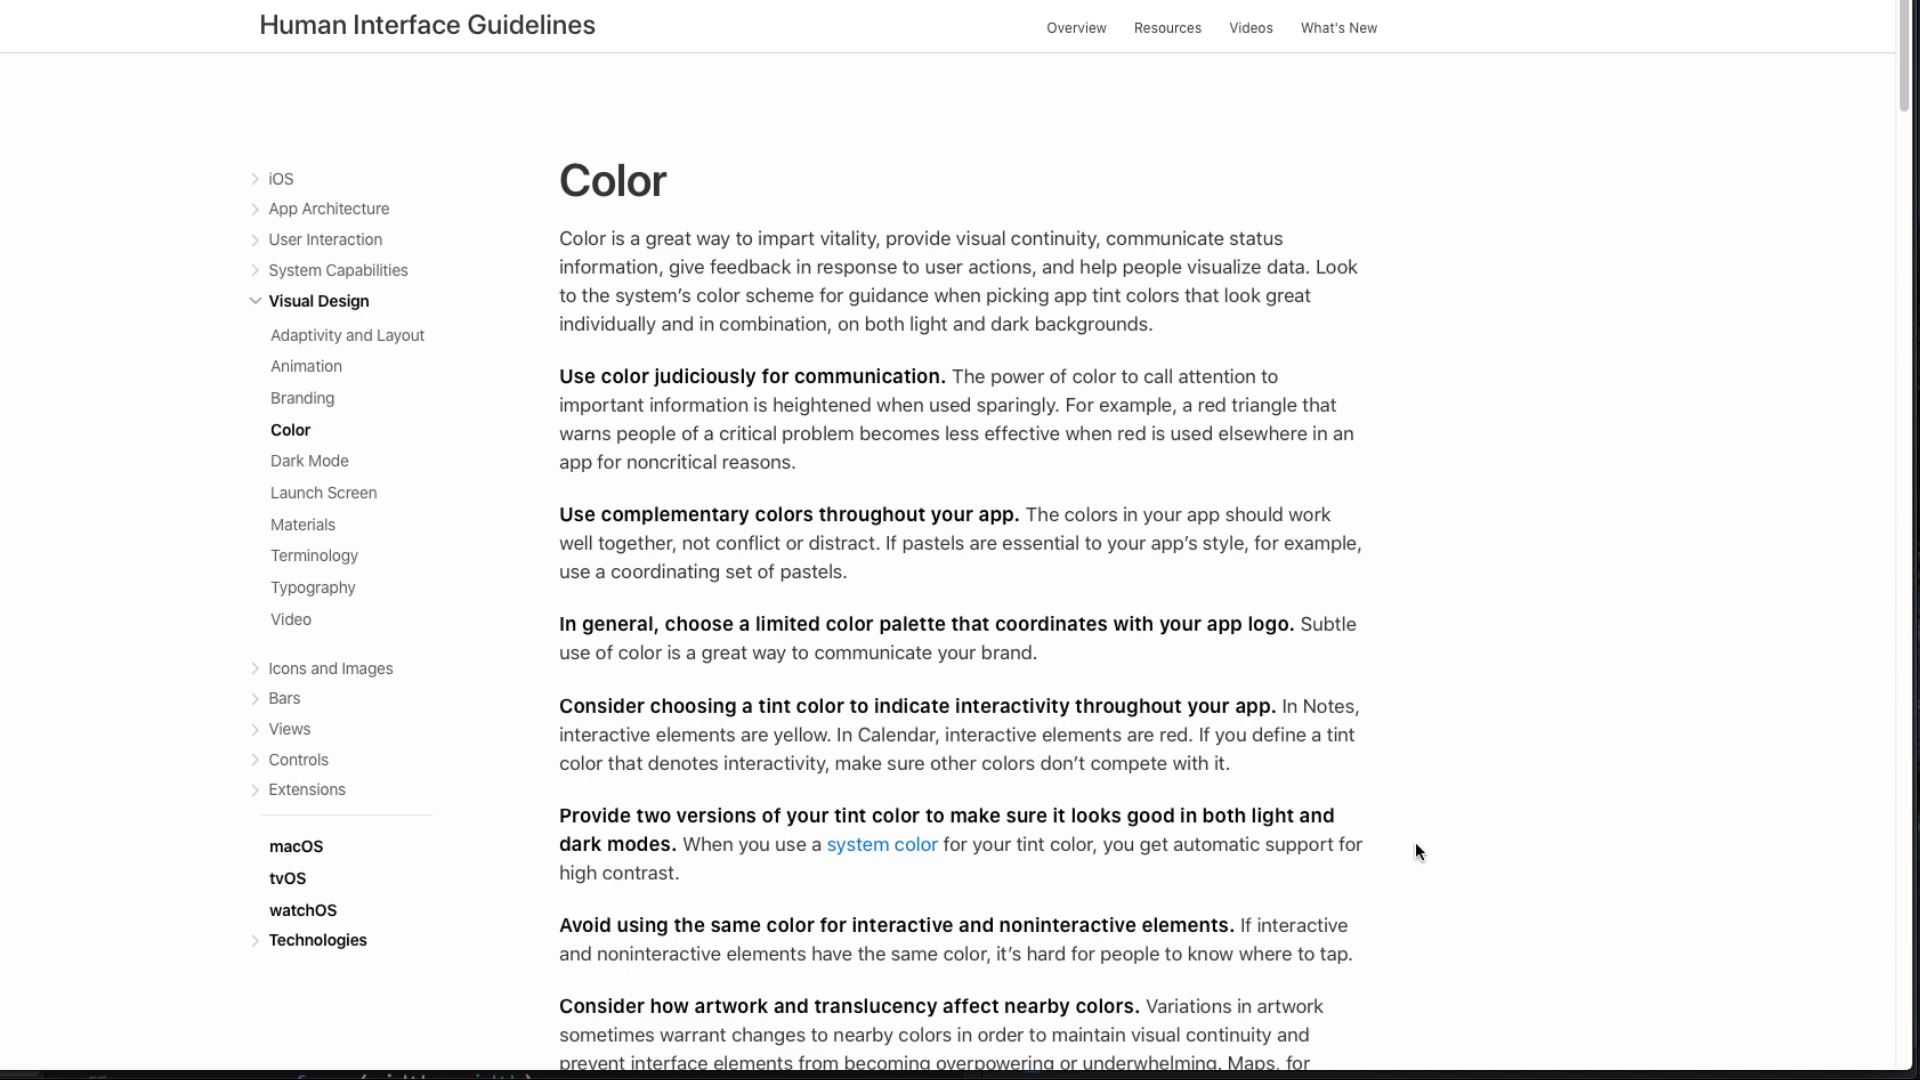 Human Interface Guidelines
Overview
Resources
Videos
What's New
iOS
App Architecture
User Interaction
System Capabilities
Visual Design
Adaptivity and Layout
Animation
Branding
Color
Dark Mode
Launch Screen
Materials
Terminology
Typography
Video
Icons and Images
Bars
Views
Controls
Extensions
macOS
tvOS
watchOS
Technologies
Color
Color is a great way to impart vitality, provide visual continuity, communicate status
information, give feedback in response to user actions, and help people visualize data. Look
to the system’s color scheme for guidance when picking app tint colors that look great
individually and in combination, on both light and dark backgrounds.
Use color judiciously for communication. The power of color to call attention to
important information is heightened when used sparingly. For example, a red triangle that
warns people of a critical problem becomes less effective when red is used elsewhere in an
app for noncritical reasons.
Use complementary colors throughout your app. The colors in your app should work
well together, not conflict or distract. If pastels are essential to your app’s style, for example,
use a coordinating set of pastels.
In general, choose a limited color palette that coordinates with your app logo. Subtle
use of color is a great way to communicate your brand.
Consider choosing a tint color to indicate interactivity throughout your app. In Notes,
interactive elements are yellow. In Calendar, interactive elements are red. If you define a tint
color that denotes interactivity, make sure other colors don’t compete with it.
Provide two versions of your tint color to make sure it looks good in both light and
dark modes. When you use a system color for your tint color, you get automatic support for
high contrast.
Avoid using the same color for interactive and noninteractive elements. If interactive
and noninteractive elements have the same color, it’s hard for people to know where to tap.
Consider how artwork and translucency affect nearby colors. Variations in artwork
sometimes warrant changes to nearby colors in order to maintain visual continuity and
prevent interface elements from becoming overpowering or underwhelming. Maps, for